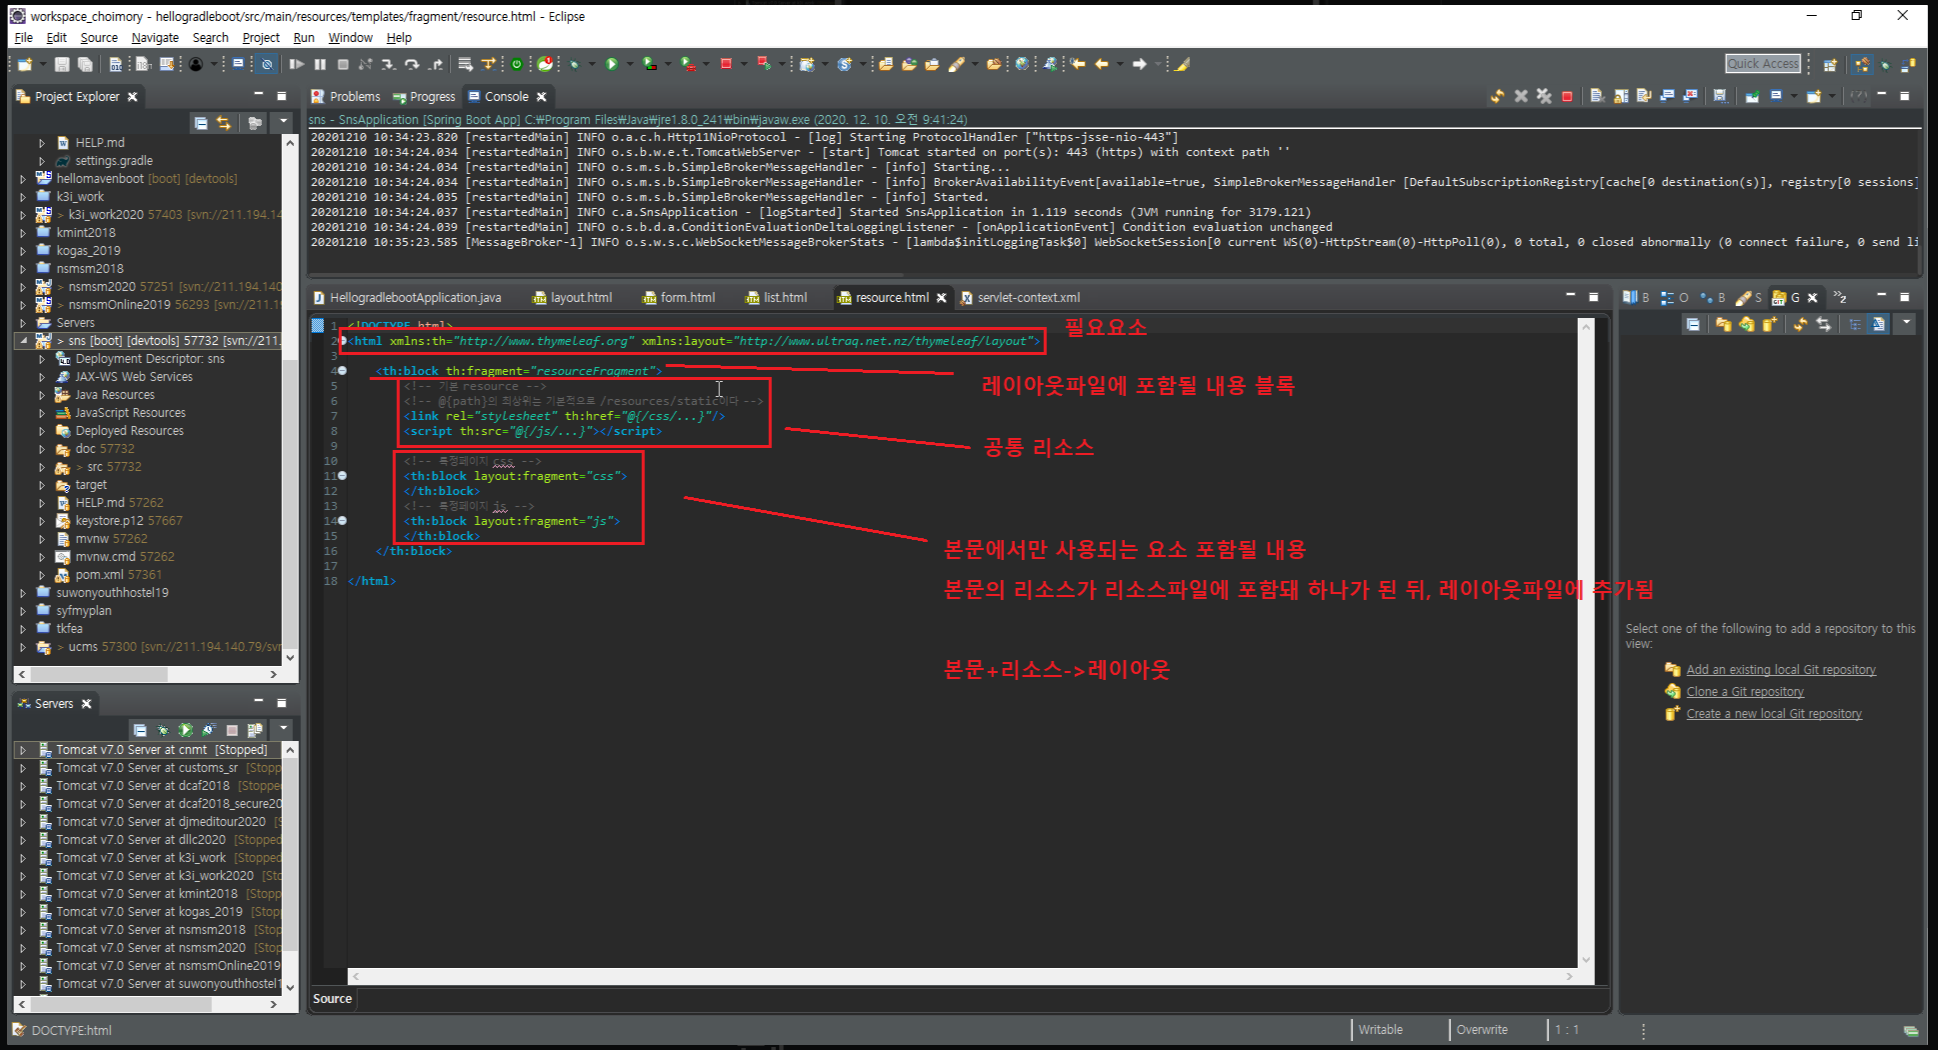 workspace_choimory - hellogradleboot/src/main/resources/templates/fragment/resource.html - Eclipse
File Edit Source Navigate Search Project Run Window Help
Quick Access
Project Explorer
HELP.md
settings.gradle
hellomavenboot [boot] [devtools]
k3i_work
> k3i_work2020 57403 [svn://211.194.14
kmint2018
kogas_2019
nsmsm2018
nsmsm2020 57251 [svn://211.194.140
nsmsmOnline2019 56293 [svn://211.1
Servers
> sns [boot] [devtools] 57732 [svn://211.
Deployment Descriptor: sns
JAX-WS Web Services
Java Resources
JavaScript Resources
Deployed Resources
doc 57732
> src 57732
target
HELP.md 57262
keystore.p12 57667
mvnw 57262
mvnw.cmd 57262
pom.xml 57361
suwonyouthhostel19
syfmyplan
tkfea
> ucms 57300 [svn://211.194.140.79/svn
Servers
Tomcat v7.0 Server at cnmt [Stopped]
Tomcat v7.0 Server at customs_sr [Stopp
Tomcat v7.0 Server at dcaf2018 [Stoppe
Tomcat v7.0 Server at dcaf2018_secure20
Tomcat v7.0 Server at djmeditour2020 [S
Tomcat v7.0 Server at dllc2020 [Stopped
Tomcat v7.0 Server at k3i_work [Stopped
Tomcat v7.0 Server at k3i_work2020 [Sto
Tomcat v7.0 Server at kmint2018 [Stopp
Tomcat v7.0 Server at kogas_2019 [Stop
Tomcat v7.0 Server at nsmsm2018 [Stop
Tomcat v7.0 Server at nsmsm2020 [Stop
Tomcat v7.0 Server at nsmsmOnline2019
Tomcat v7.0 Server at suwonyouthhostel1
Problems Progress Console
sns - SnsApplication [Spring Boot App] C:₩Program Files₩Java₩jre1.8.0_241₩bin₩javaw.exe (2020. 12. 10. 오전 9:41:24)
20201210 10:34:23.820 [restartedMain] INFO o.a.c.h.Http11NioProtocol - [log] Starting ProtocolHandler ["https-jsse-nio-443"]
20201210 10:34:24.034 [restartedMain] INFO o.s.b.w.e.t.TomcatWebServer - [start] Tomcat started on port(s): 443 (https) with context path ''
20201210 10:34:24.034 [restartedMain] INFO o.s.m.s.b.SimpleBrokerMessageHandler - [info] Starting...
20201210 10:34:24.034 [restartedMain] INFO o.s.m.s.b.SimpleBrokerMessageHandler - [info] BrokerAvailabilityEvent[available=true, SimpleBrokerMessageHandler [DefaultSubscriptionRegistry[cache[0 destination(s)], registry[0 sessions]
20201210 10:34:24.035 [restartedMain] INFO o.s.m.s.b.SimpleBrokerMessageHandler - [info] Started.
20201210 10:34:24.037 [restartedMain] INFO c.a.SnsApplication - [logStarted] Started SnsApplication in 1.119 seconds (JVM running for 3179.121)
20201210 10:34:24.039 [restartedMain] INFO o.s.b.d.a.ConditionEvaluationDeltaLoggingListener - [onApplicationEvent] Condition evaluation unchanged
20201210 10:35:23.585 [MessageBroker-1] INFO o.s.w.s.c.WebSocketMessageBrokerStats - [lambda$initLoggingTask$0] WebSocketSession[0 current WS(0)-HttpStream(0)-HttpPoll(0), 0 total, 0 closed abnormally (0 connect failure, 0 send li
HellogradlebootApplication.java layout.html form.html list.html resource.html servlet-context.xml
1 <!DOCTYPE html>
2 <html xmlns:th="http://www.thymeleaf.org" xmlns:layout="http://www.ultraq.net.nz/thymeleaf/layout">
3
4 <th:block th:fragment="resourceFragment">
5 <!-- 기본 resource -->
6 <!-- @{path}의 최상위는 기본적으로 /resources/static이다 -->
7 <link rel="stylesheet" th:href="@{/css/...}"/>
8 <script th:src="@{/js/...}"></script>
9
10 <!-- 특정페이지 css -->
11 <th:block layout:fragment="css">
12 </th:block>
13 <!-- 특정페이지 js -->
14 <th:block layout:fragment="js">
15 </th:block>
16 </th:block>
17
18 </html>
필요요소
레이아웃파일에 포함될 내용 블록
공통 리소스
본문에서만 사용되는 요소 포함될 내용
본문의 리소스가 리소스파일에 포함돼 하나가 된 뒤, 레이아웃파일에 추가됨
본문+리소스->레이아웃
Source
B O B S G
Select one of the following to add a repository to this
view:
Add an existing local Git repository
Clone a Git repository
Create a new local Git repository
DOCTYPE:html
Writable Overwrite 1 : 1